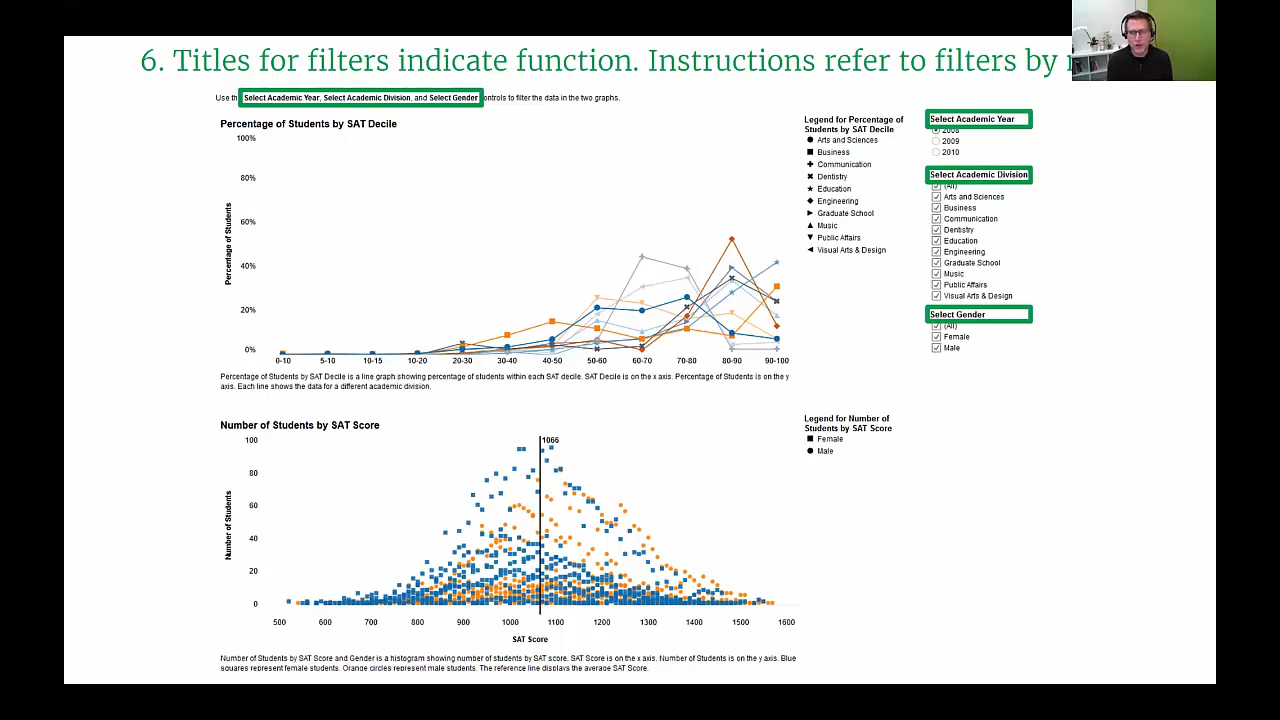 6. Titles for filters indicate function. Instructions refer to filters by
Use th Select Academic Year, Select Academic Division, and Select Gender ontrols to filter the data in the two graphs.
Percentage of Students by SAT Decile
100%
80%
60%
40%
20%
0%
Percentage of Students
0-10 5-10 10-15 10-20 20-30 30-40 40-50 50-60 60-70 70-80 80-90 90-100
Percentage of Students by SAT Decile is a line graph showing percentage of students within each SAT decile. SAT Decile is on the x axis. Percentage of Students is on the y
axis. Each line shows the data for a different academic division.
Legend for Percentage of
Students by SAT Decile
Arts and Sciences
Business
Communication
Dentistry
Education
Engineering
Graduate School
Music
Public Affairs
Visual Arts & Design
Select Academic Year
2008
2009
2010
Select Academic Division
(All)
Arts and Sciences
Business
Communication
Dentistry
Education
Engineering
Graduate School
Music
Public Affairs
Visual Arts & Design
Select Gender
(All)
Female
Male
Number of Students by SAT Score
100
80
60
40
20
0
Number of Students
1066
500 600 700 800 900 1000 1100 1200 1300 1400 1500 1600
SAT Score
Legend for Number of
Students by SAT Score
Female
Male
Number of Students by SAT Score and Gender is a histogram showing number of students by SAT score. SAT Score is on the x axis. Number of Students is on the y axis. Blue
squares represent female students. Orange circles represent male students. The reference line displays the average SAT Score.